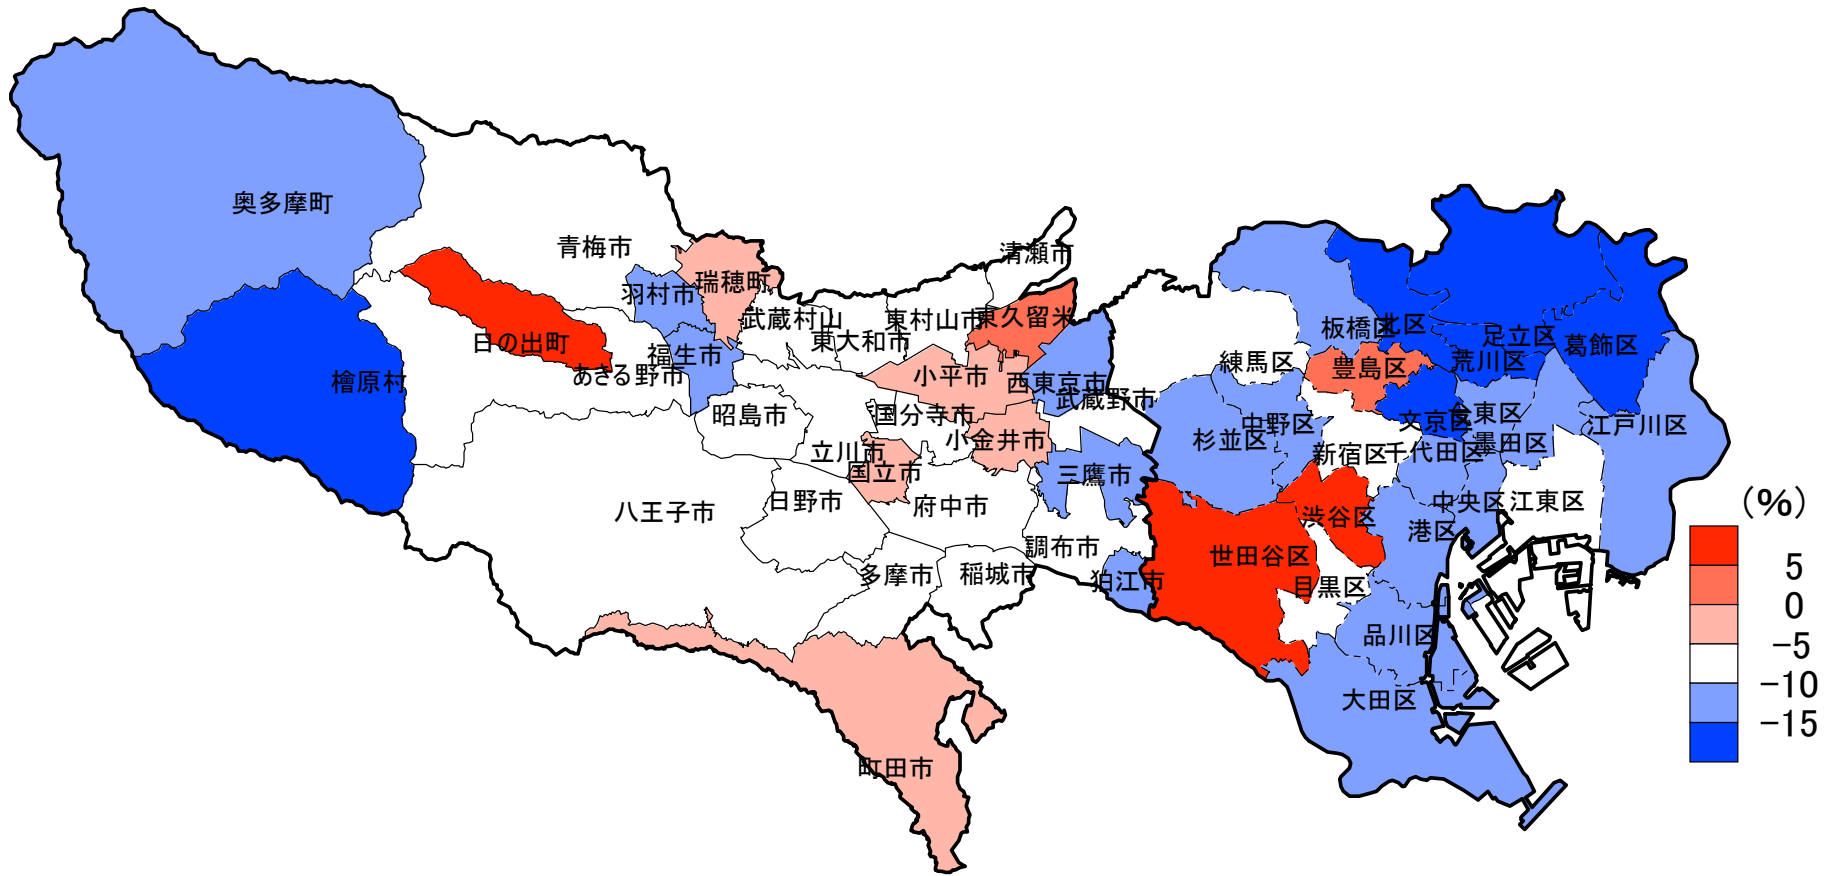 奥多摩町
青梅市
清瀬市
瑞穂町
羽村市
武蔵村山
東村山市
東久留米
東大和市
日の出町
福生市
あきる野市
檜原村
小平市
西東京市
武蔵野市
昭島市
国分寺市
小金井市
立川市
国立市
三鷹市
八王子市
日野市
府中市
調布市
多摩市
稲城市
狛江市
町田市
板橋区
北区
足立区
葛飾区
練馬区
豊島区
荒川区
文京区
台東区
墨田区
江戸川区
杉並区
中野区
新宿区
千代田区
渋谷区
港区
中央区
江東区
世田谷区
目黒区
品川区
大田区
(%)
5
0
−5
−10
−15